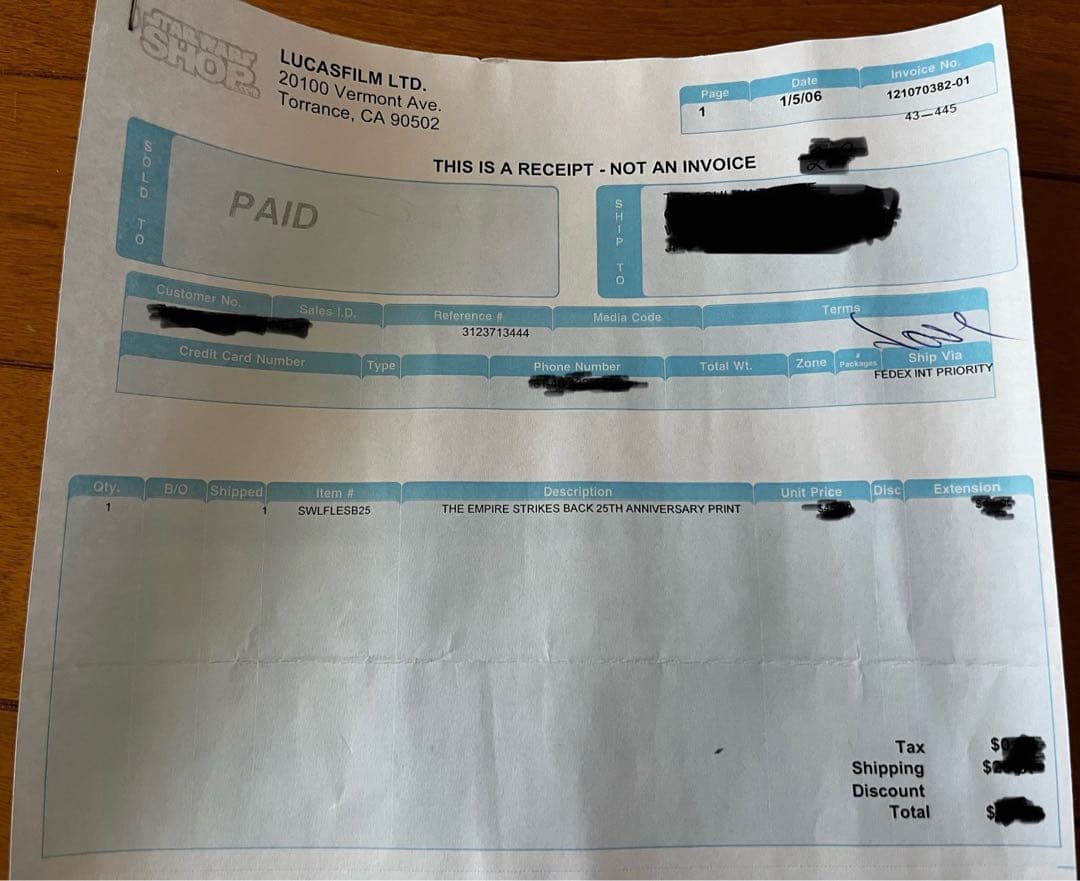 STAR WARS
SHOP
LUCASFILM LTD.
20100 Vermont Ave.
Torrance, CA 90502
Page Date Invoice No.
1 1/5/06 121070382-01
43-445
THIS IS A RECEIPT - NOT AN INVOICE
SOLD TO
PAID
SHIP TO
Customer No. Sales I.D. Reference # Media Code Terms
3123713444
Credit Card Number Type Phone Number Total Wt. Zone # Packages Ship Via
FEDEX INT PRIORITY
Qty. B/O Shipped Item # Description Unit Price Disc Extension
1 1 SWLFLESB25 THE EMPIRE STRIKES BACK 25TH ANNIVERSARY PRINT
Tax $0
Shipping $2
Discount
Total $